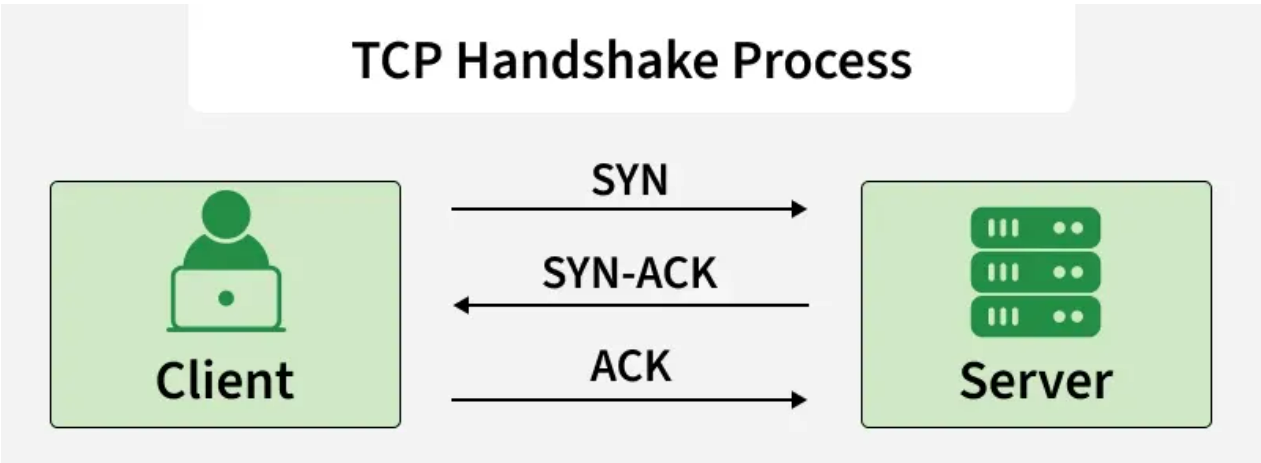 TCP Handshake Process
SYN
SYN-ACK
ACK
Client
Server